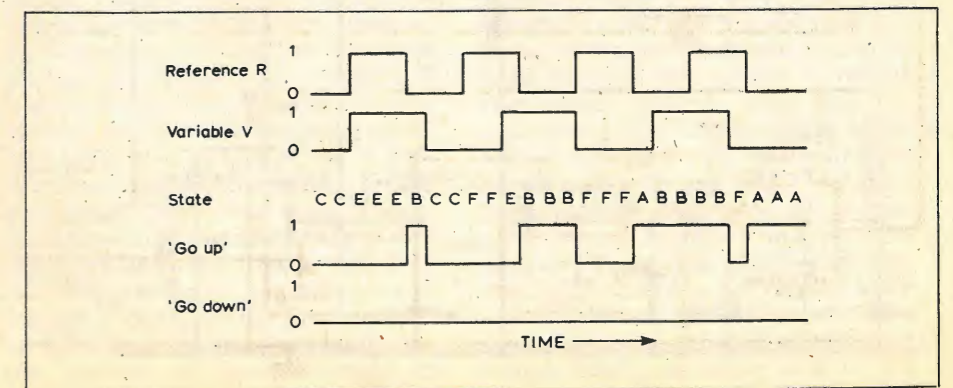 1
Reference R
0
1
Variable V
0
State C C E E E B C C F F E B B B F F F A B B B B F A A A
1
'Go up'
0
1
'Go down'
0
TIME